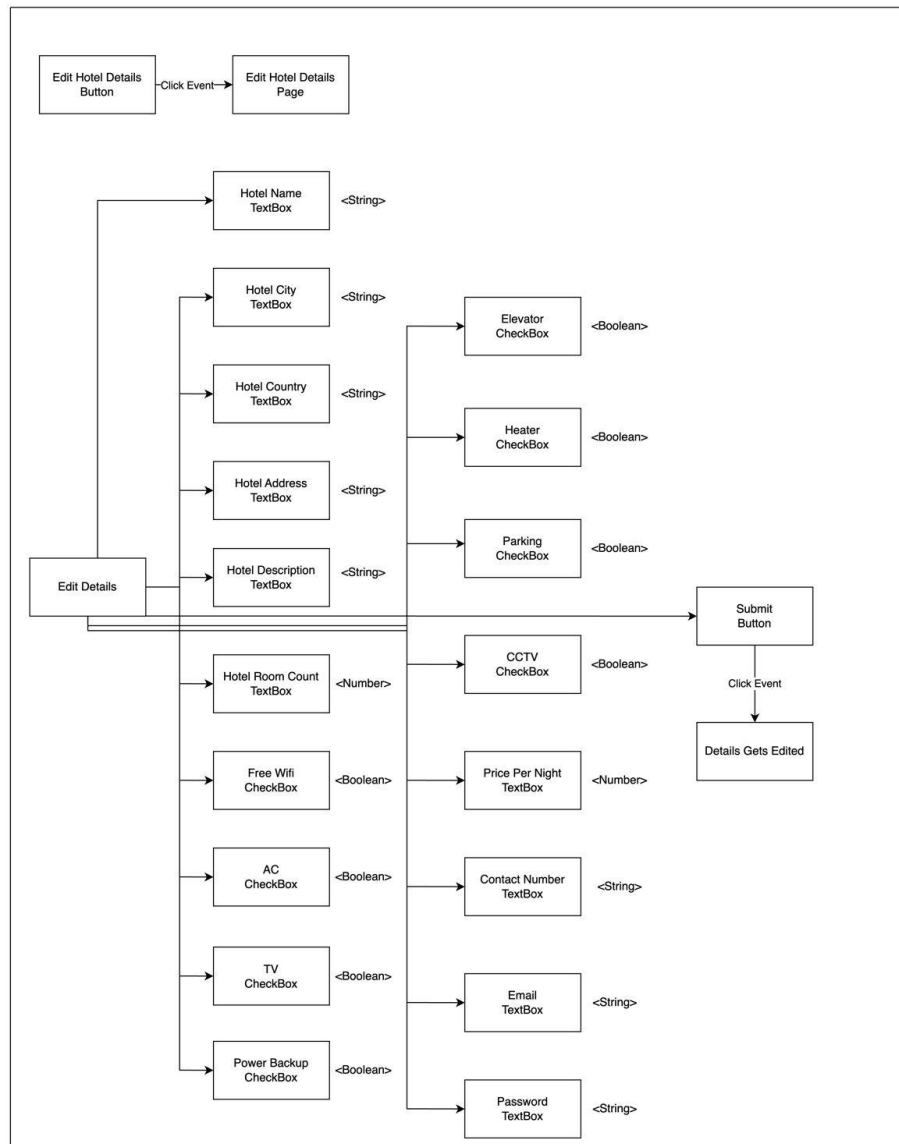 Edit Hotel Details
Button
Click Event
Edit Hotel Details
Page
Hotel Name
TextBox
<String>
Hotel City
TextBox
<String>
Hotel Country
TextBox
<String>
Hotel Address
TextBox
<String>
Hotel Description
TextBox
<String>
Edit Details
Hotel Room Count
TextBox
<Number>
Free Wifi
CheckBox
<Boolean>
AC
CheckBox
<Boolean>
TV
CheckBox
<Boolean>
Power Backup
CheckBox
<Boolean>
Elevator
CheckBox
<Boolean>
Heater
CheckBox
<Boolean>
Parking
CheckBox
<Boolean>
CCTV
CheckBox
<Boolean>
Price Per Night
TextBox
<Number>
Contact Number
TextBox
<String>
Email
TextBox
<String>
Password
TextBox
<String>
Submit
Button
Click Event
Details Gets Edited